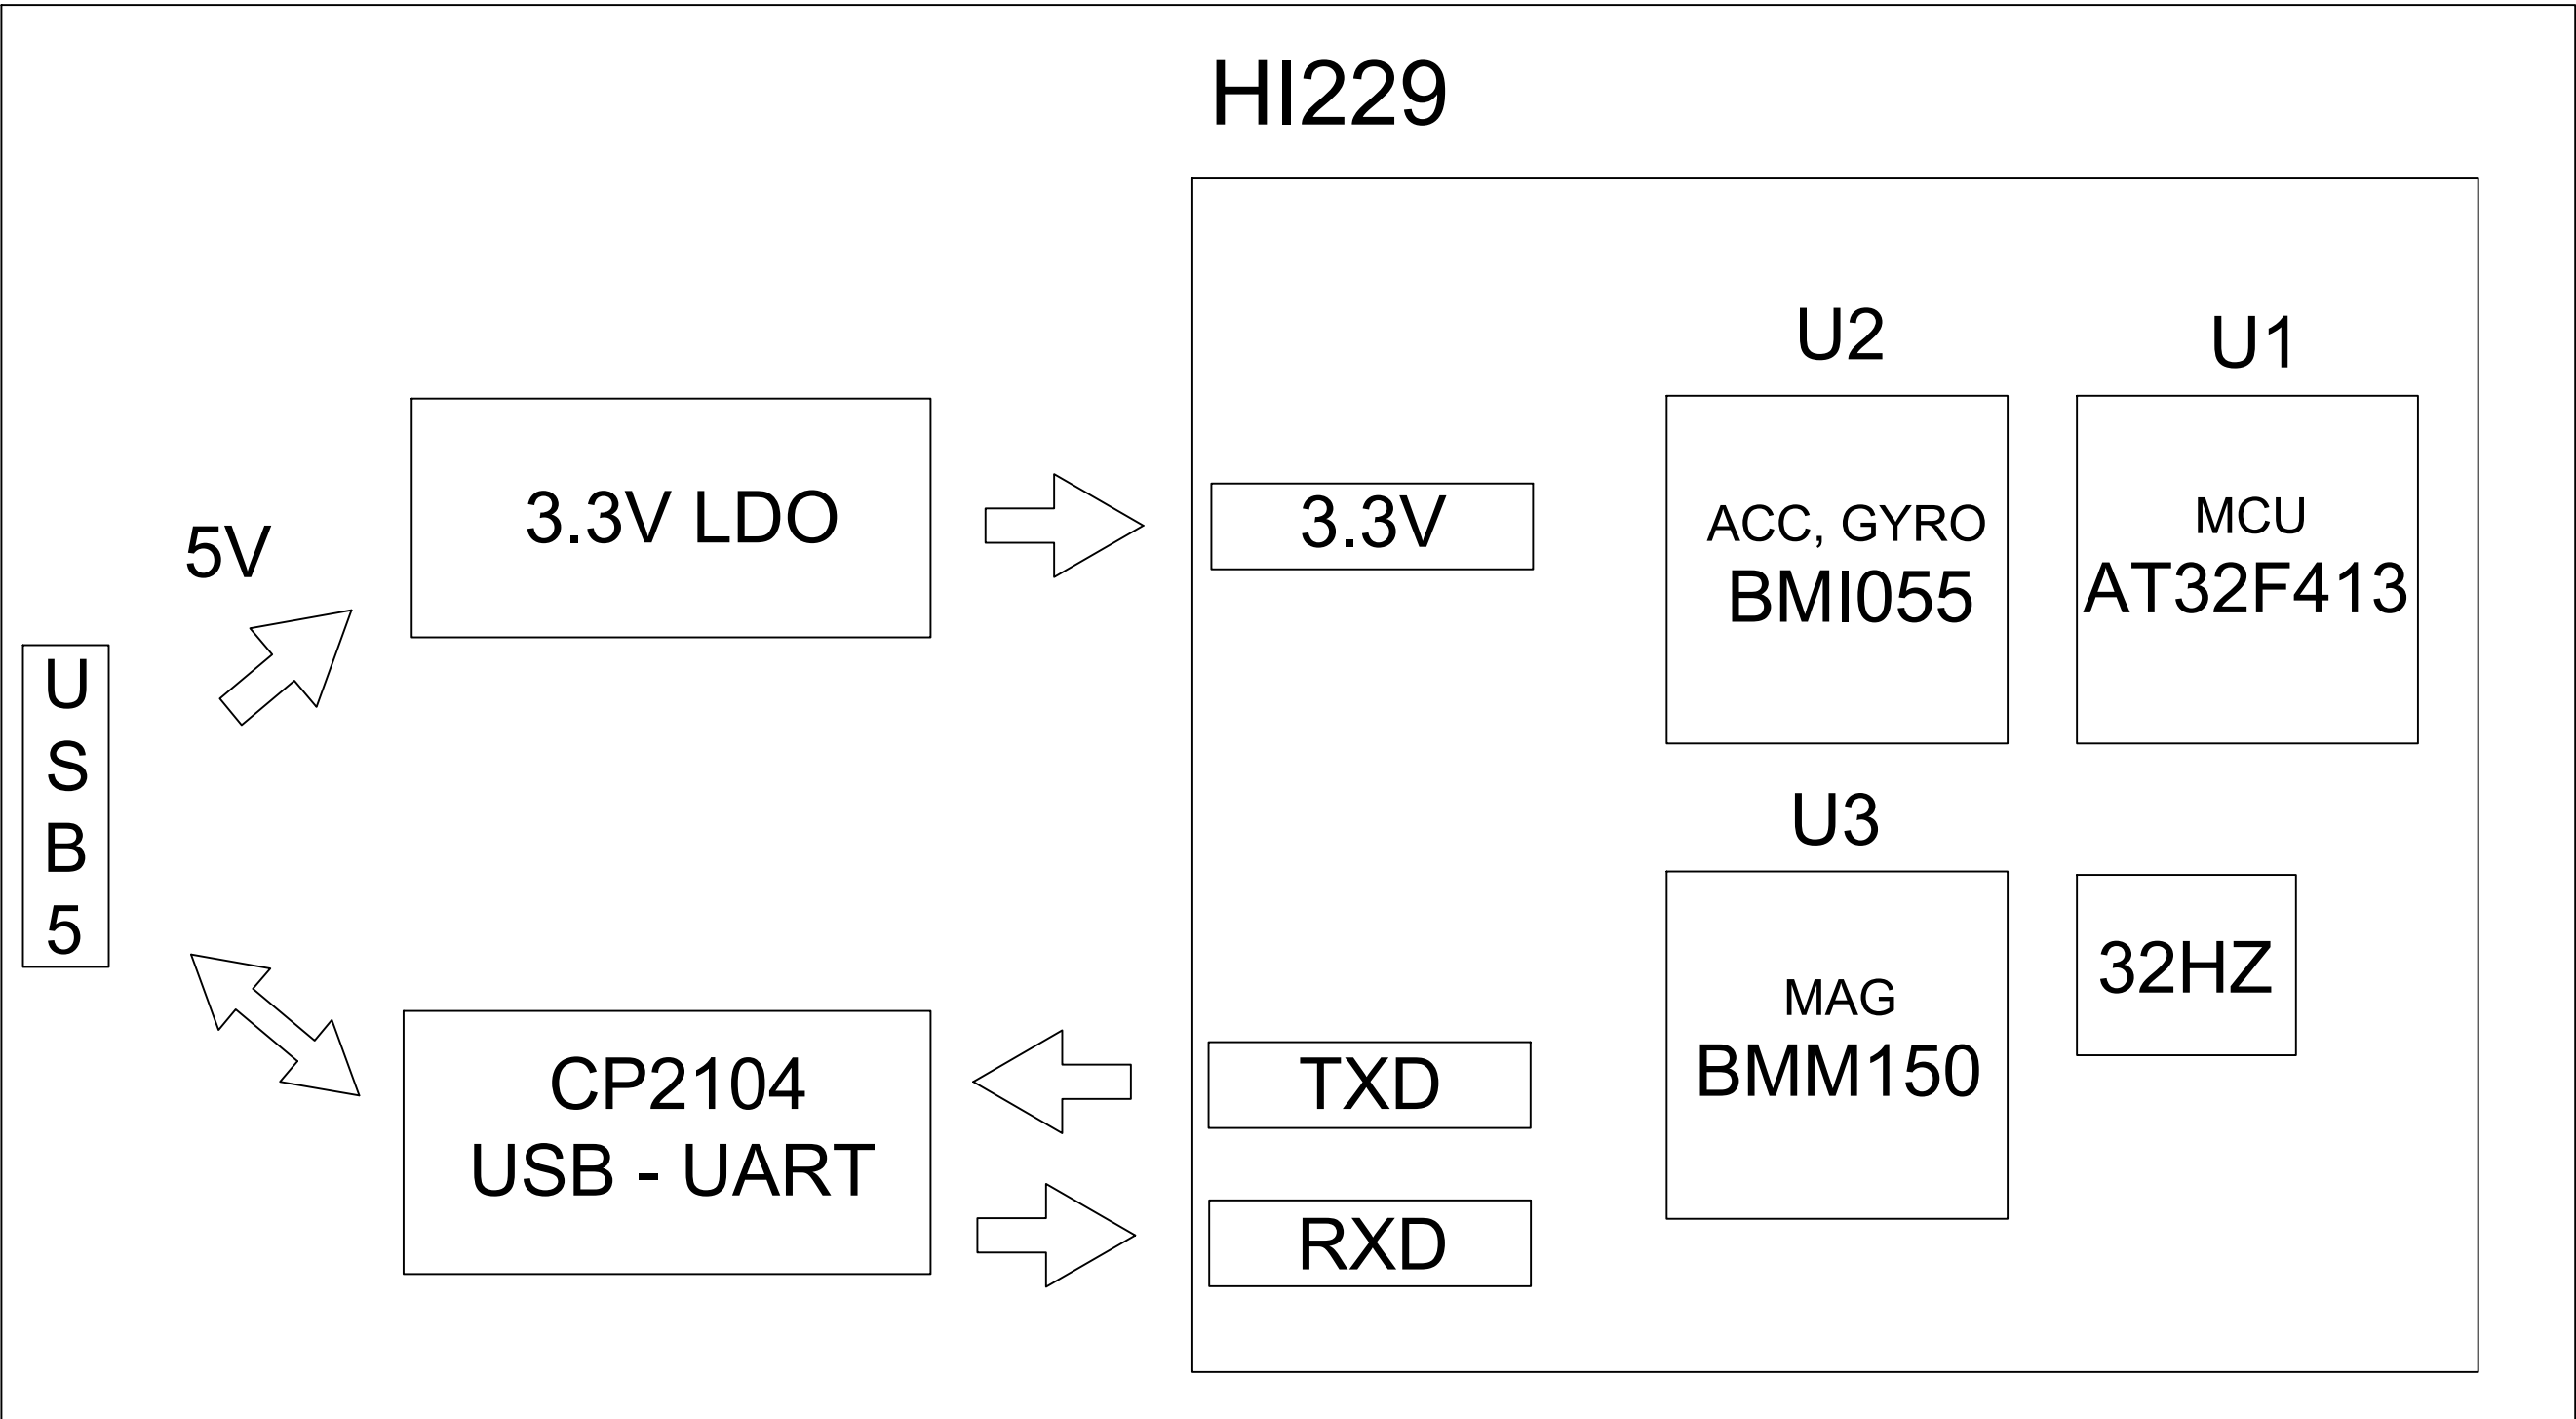 HI229
U2
U1
3.3V LDO
3.3V
ACC, GYRO
BMI055
MCU
AT32F413
5V
U
S
B
5
U3
CP2104
USB - UART
TXD
RXD
MAG
BMM150
32HZ